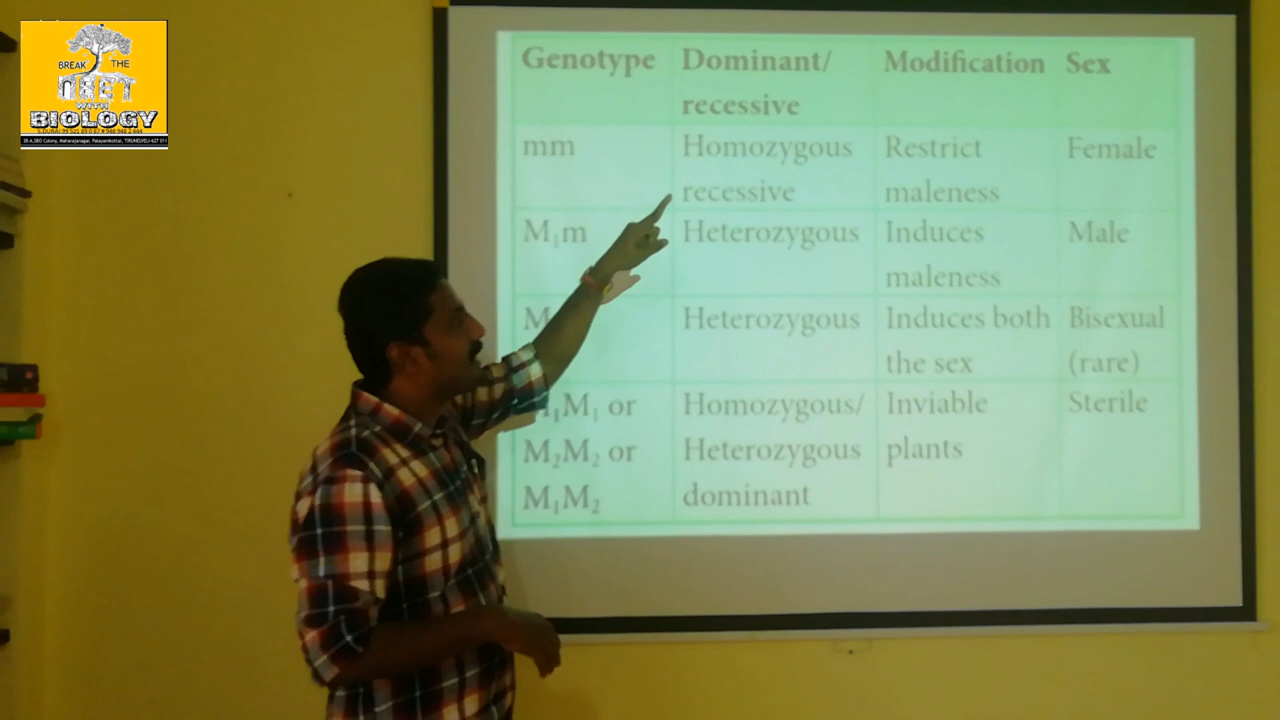 BREAK THE
NEET
WITH
BIOLOGY
Genotype Dominant/ Modification Sex
recessive
mm Homozygous Restrict Female
recessive maleness
M₁m Heterozygous Induces Male
maleness
M Heterozygous Induces both Bisexual
the sex (rare)
M₁M₁ or Homozygous/ Inviable Sterile
M₂M₂ or Heterozygous plants
M₁M₂ dominant